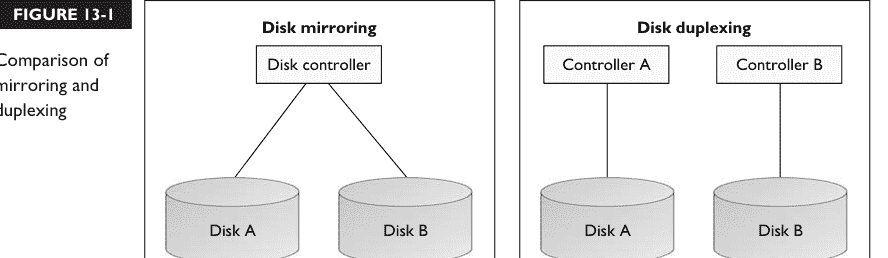 FIGURE 13-1
Comparison of
mirroring and
duplexing
Disk mirroring
Disk controller
Disk A
Disk B
Disk duplexing
Controller A
Controller B
Disk A
Disk B